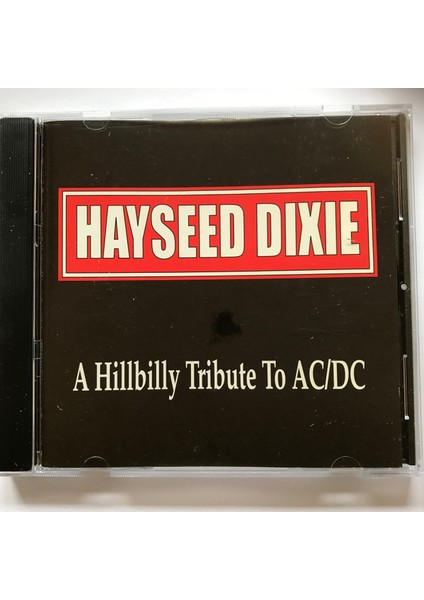 HAYSEED DIXIE
A Hillbilly Tribute To AC/DC